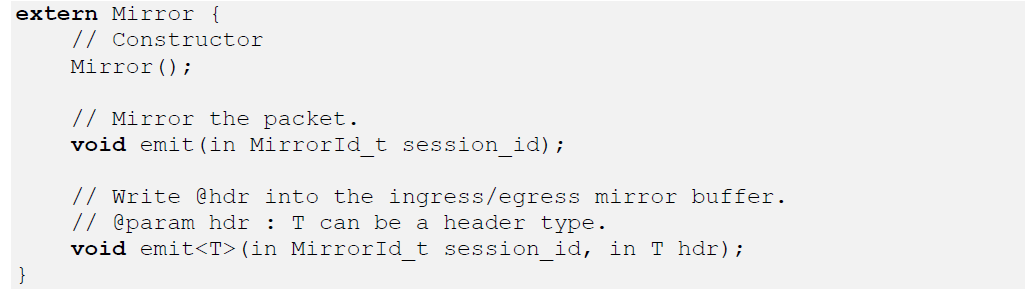 extern Mirror {
    // Constructor
    Mirror();

    // Mirror the packet.
    void emit(in MirrorId_t session_id);

    // Write @hdr into the ingress/egress mirror buffer.
    // @param hdr : T can be a header type.
    void emit<T>(in MirrorId_t session_id, in T hdr);
}